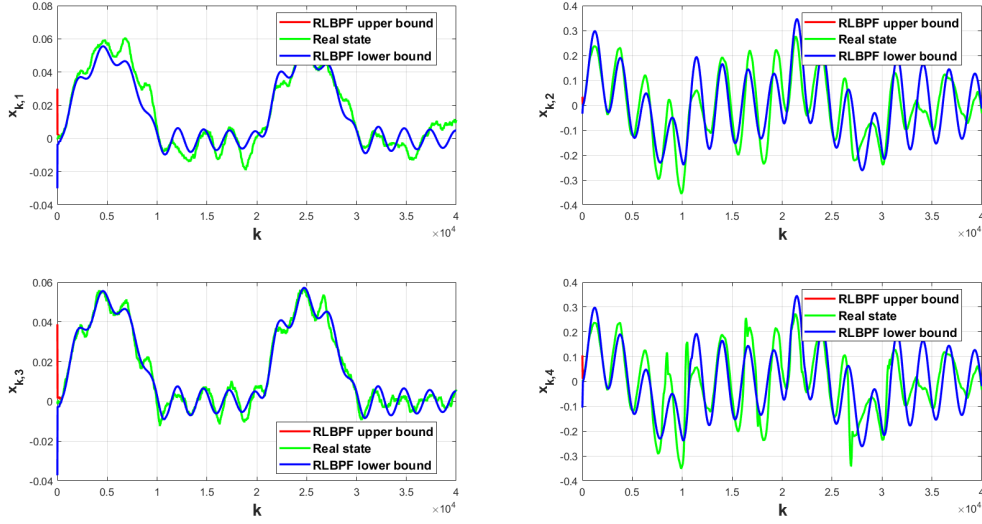 RLBPF upper bound
Real state
RLBPF lower bound
0.08
0.06
0.04
0.02
0
-0.02
-0.04
x_{k,1}
0 0.5 1 1.5 2 2.5 3 3.5 4
k
×10^4
RLBPF upper bound
Real state
RLBPF lower bound
0.4
0.3
0.2
0.1
0
-0.1
-0.2
-0.3
-0.4
x_{k,2}
0 0.5 1 1.5 2 2.5 3 3.5 4
k
×10^4
0.06
0.04
0.02
0
-0.02
-0.04
x_{k,3}
RLBPF upper bound
Real state
RLBPF lower bound
0 0.5 1 1.5 2 2.5 3 3.5 4
k
×10^4
RLBPF upper bound
Real state
RLBPF lower bound
0.4
0.3
0.2
0.1
0
-0.1
-0.2
-0.3
-0.4
x_{k,4}
0 0.5 1 1.5 2 2.5 3 3.5 4
k
×10^4